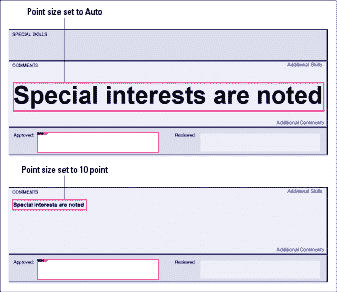 Point size set to Auto
SPECIAL SKILLS
COMMENTS
Additional Skills
Special interests are noted
Additional Comments
Approved:
Reviewed
Point size set to 10 point
COMMENTS
Additional Skills
Special interests are noted
Additional Comments
Approved:
Reviewed